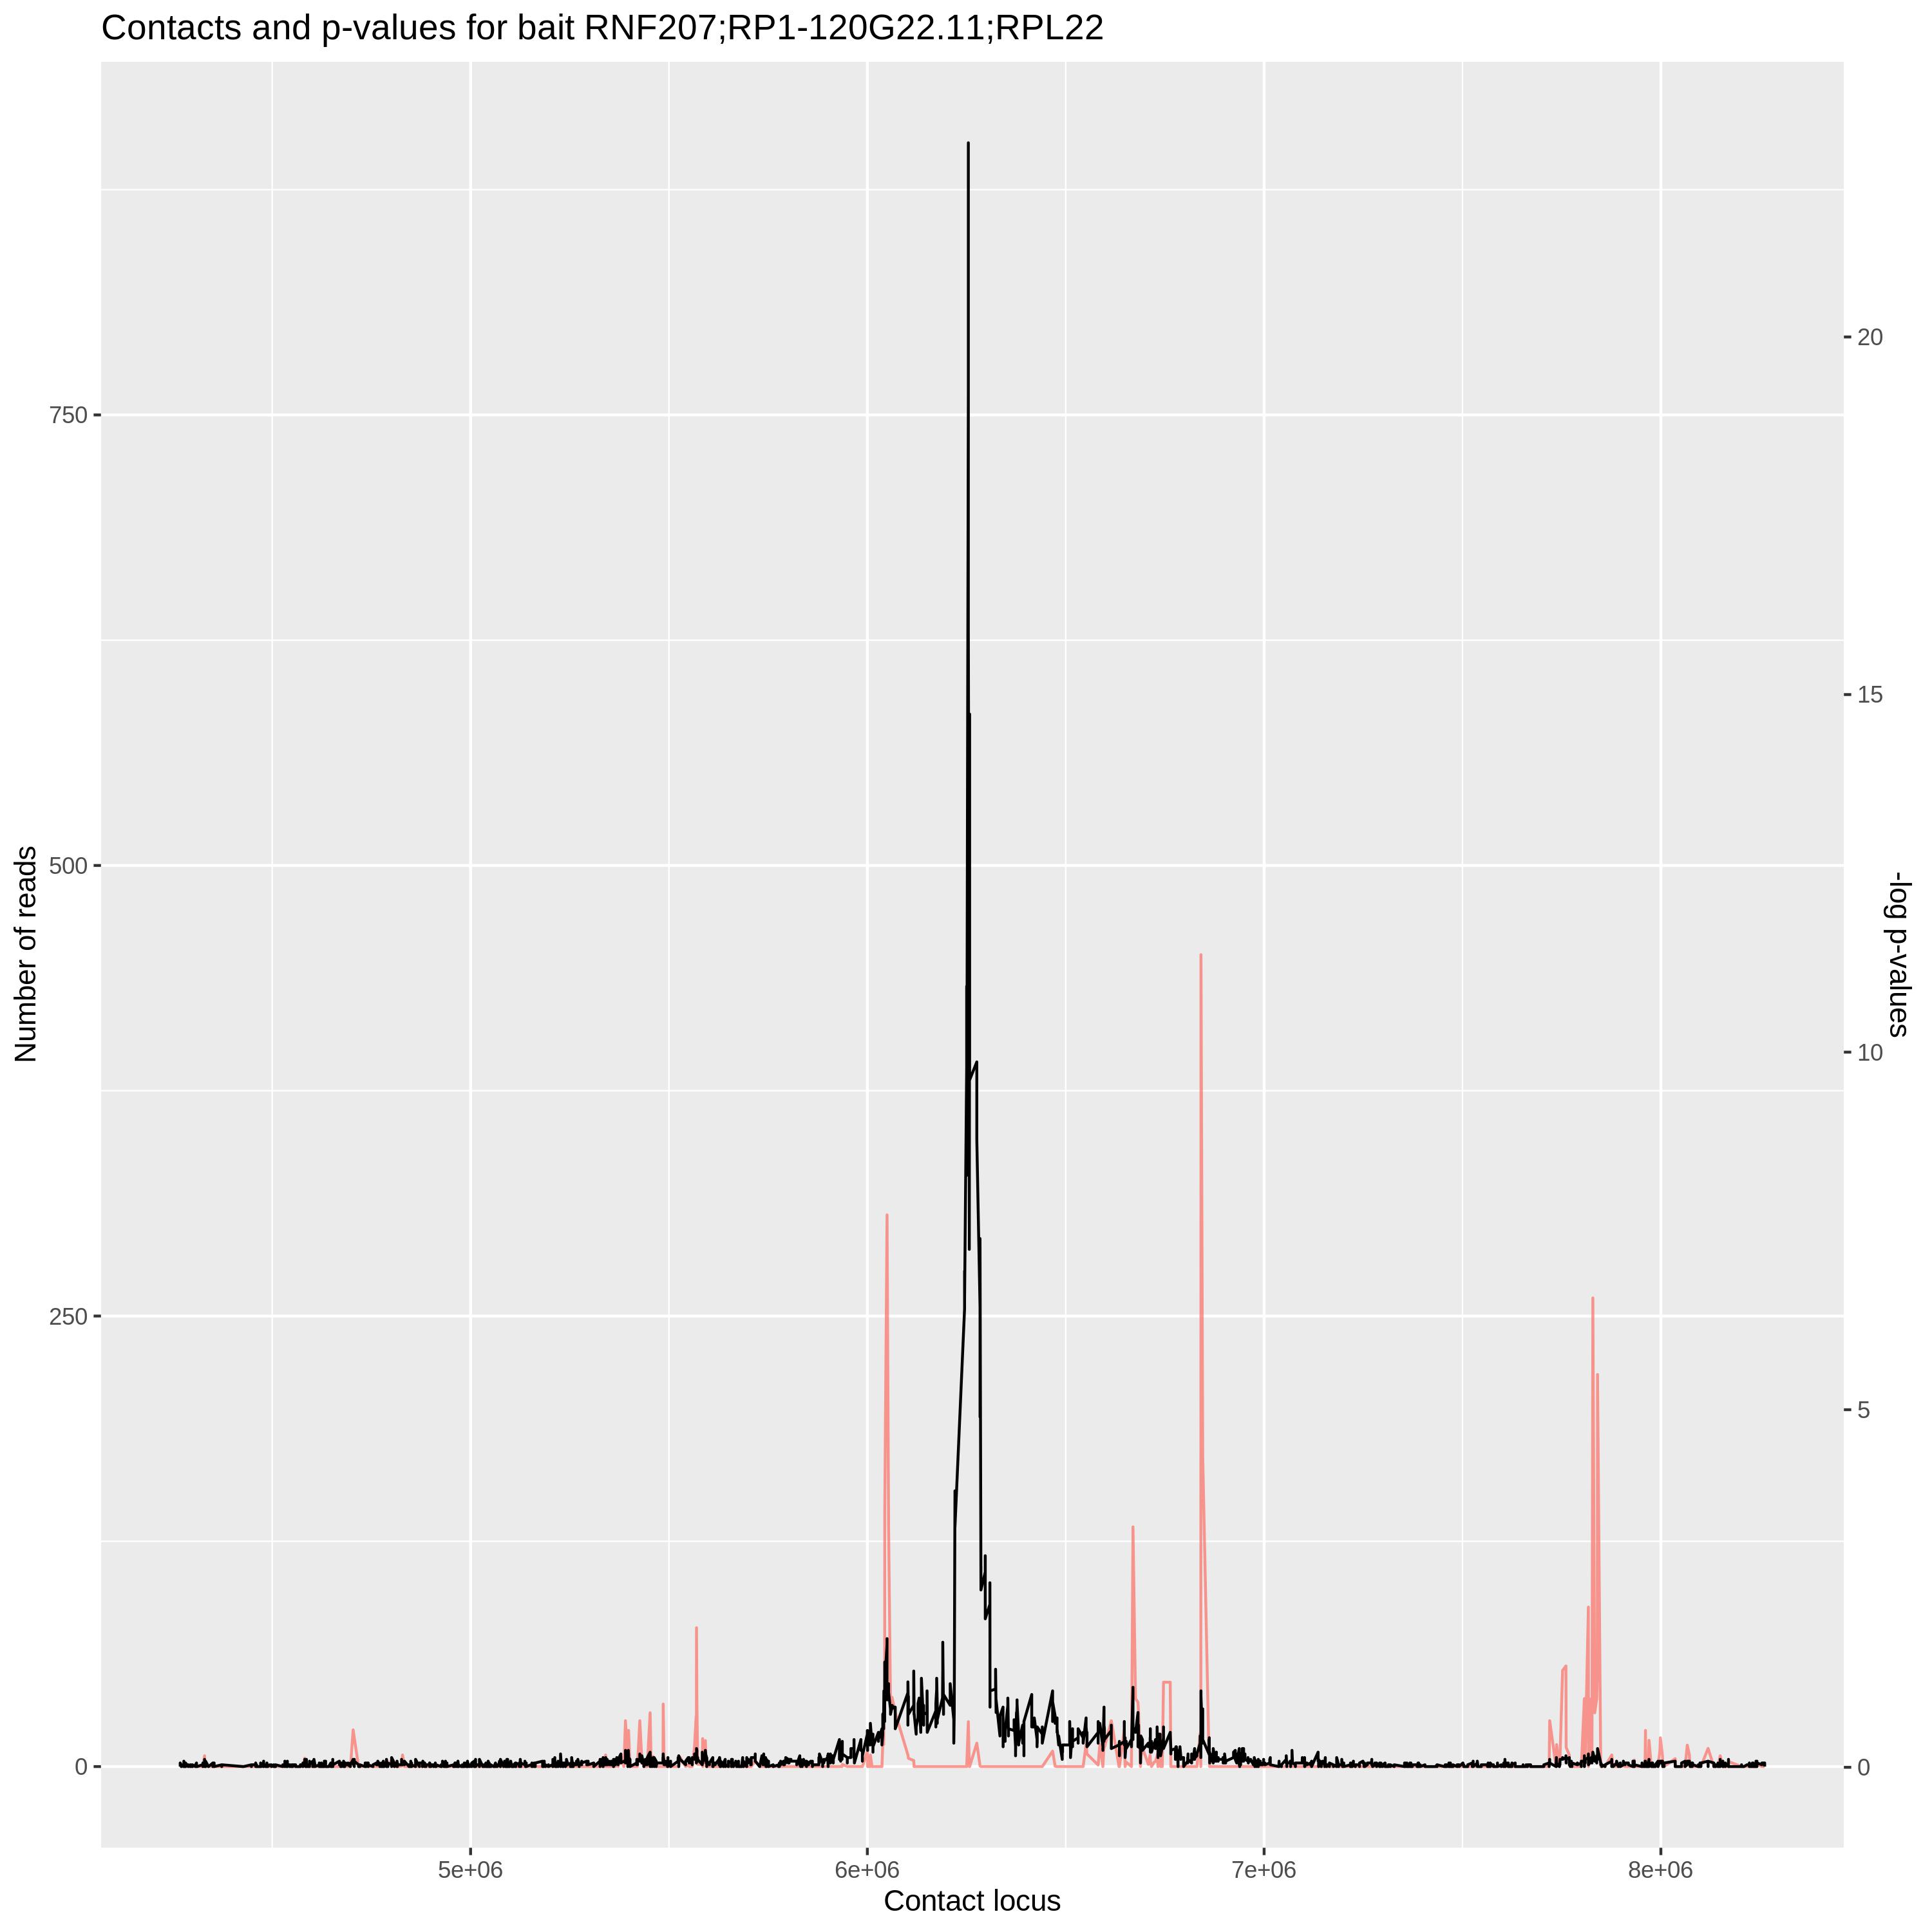 Contacts and p-values for bait RNF207;RP1-120G22.11;RPL22
Number of reads
750
500
250
0
20
15
10
5
0
-log p-values
5e+06
6e+06
7e+06
8e+06
Contact locus